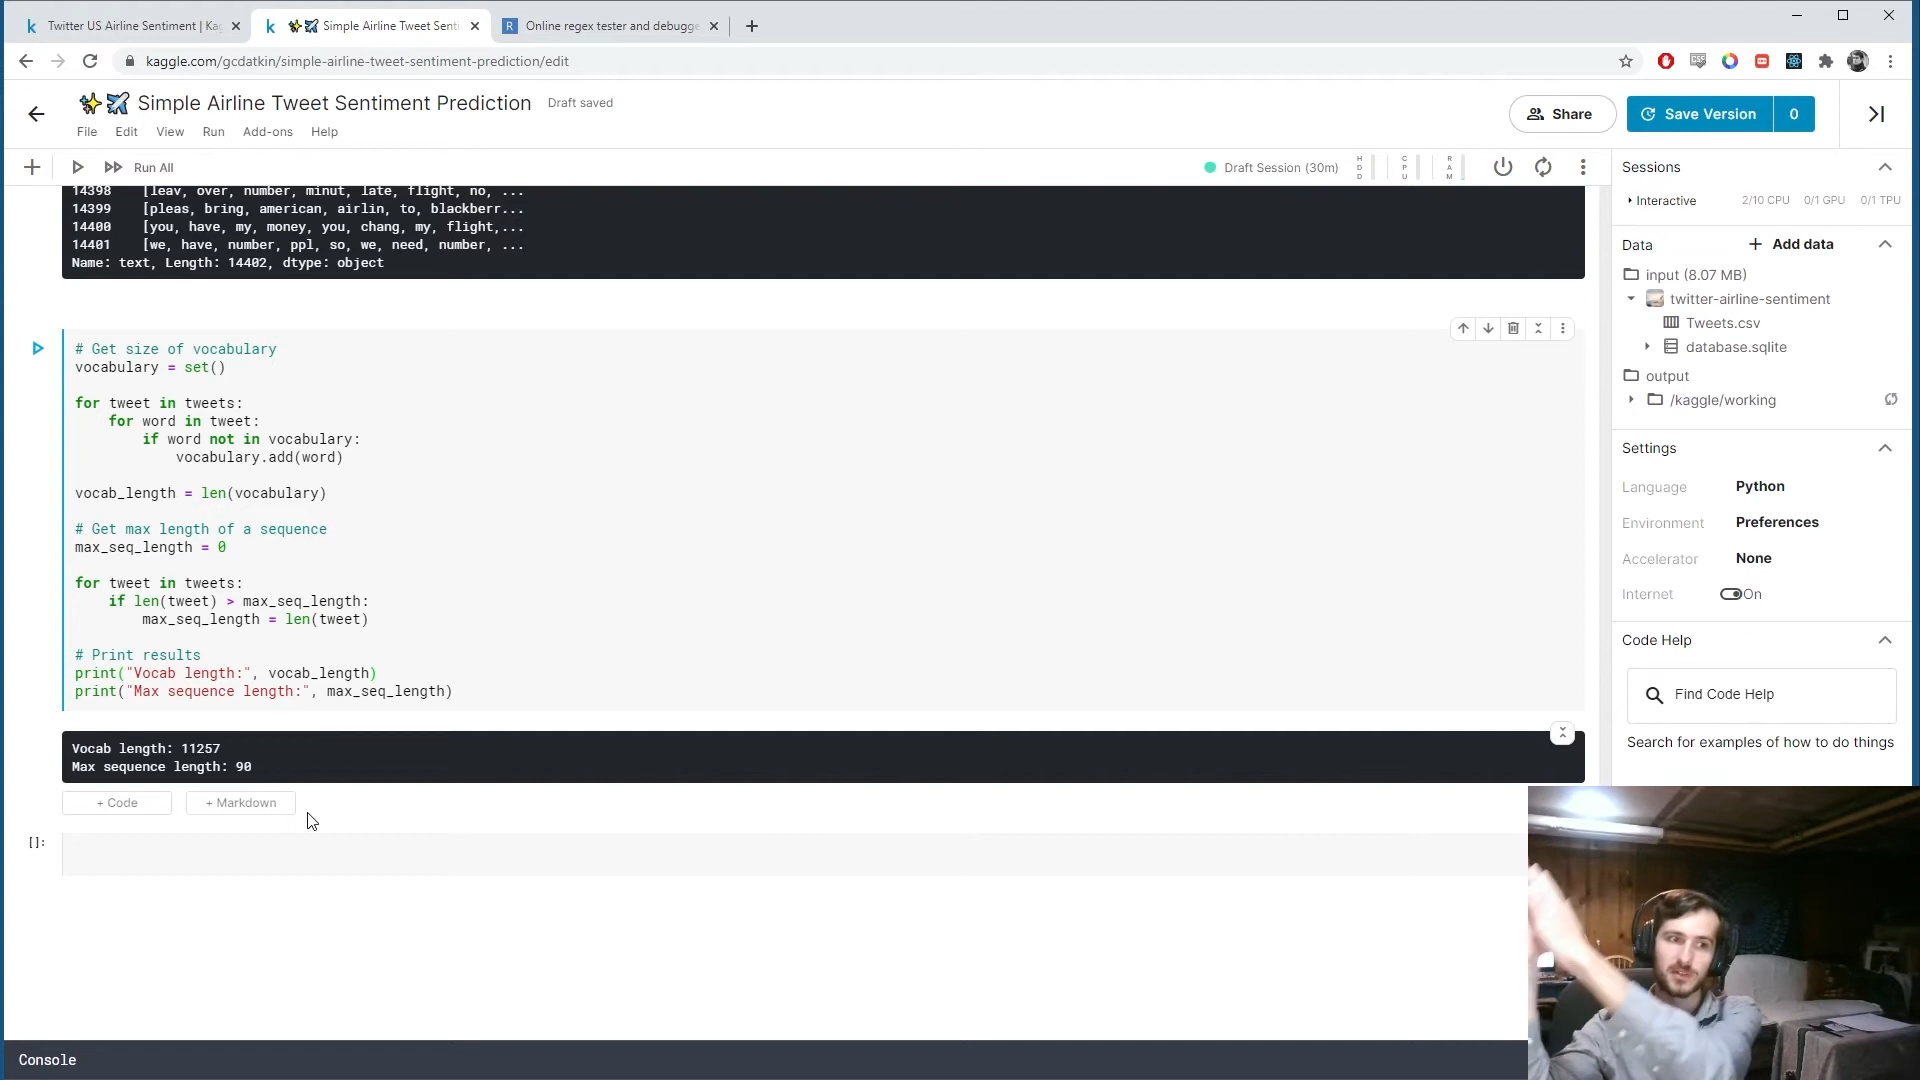 Twitter US Airline Sentiment | Ka
Simple Airline Tweet Senti
Online regex tester and debugge
kaggle.com/gcdatkin/simple-airline-tweet-sentiment-prediction/edit
Simple Airline Tweet Sentiment Prediction
Draft saved
Share
Save Version
0
File Edit View Run Add-ons Help
Run All
Draft Session (30m)
HDD
CPU
RAM
14398 [leav, over, number, minut, late, flight, no, ...
14399 [pleas, bring, american, airlin, to, blackberr...
14400 [you, have, my, money, you, chang, my, flight,...
14401 [we, have, number, ppl, so, we, need, number, ...
Name: text, Length: 14402, dtype: object
# Get size of vocabulary
vocabulary = set()
for tweet in tweets:
for word in tweet:
if word not in vocabulary:
vocabulary.add(word)
vocab_length = len(vocabulary)
# Get max length of a sequence
max_seq_length = 0
for tweet in tweets:
if len(tweet) > max_seq_length:
max_seq_length = len(tweet)
# Print results
print("Vocab length:", vocab_length)
print("Max sequence length:", max_seq_length)
Vocab length: 11257
Max sequence length: 90
+ Code
+ Markdown
[]:
Console
Sessions
Interactive 2/10 CPU 0/1 GPU 0/1 TPU
Data + Add data
input (8.07 MB)
twitter-airline-sentiment
Tweets.csv
database.sqlite
output
/kaggle/working
Settings
Language Python
Environment Preferences
Accelerator None
Internet On
Code Help
Find Code Help
Search for examples of how to do things